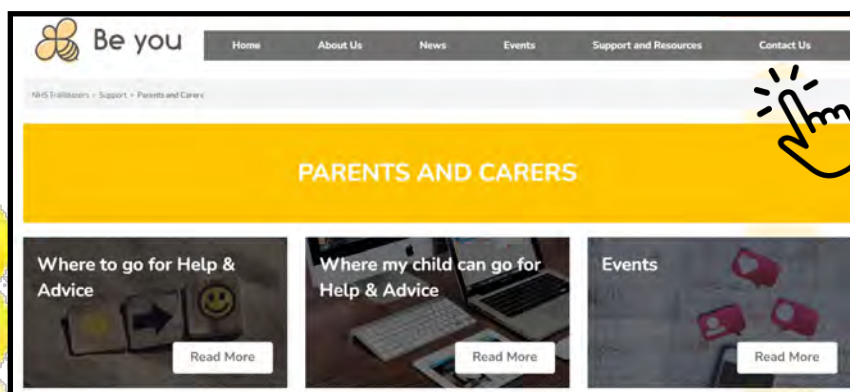 Be you
Home About Us News Events Support and Resources Contact Us
NHS Trailblazers > Support > Parents and Carers
PARENTS AND CARERS
Where to go for Help &
Advice
Read More
Where my child can go for
Help & Advice
Read More
Events
Read More